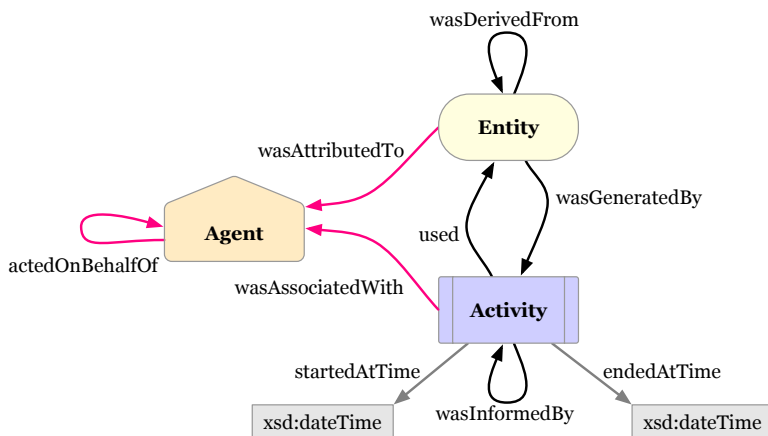 wasDerivedFrom
Entity
wasAttributedTo
wasGeneratedBy
Agent
used
actedOnBehalfOf
wasAssociatedWith
Activity
startedAtTime
endedAtTime
wasInformedBy
xsd:dateTime
xsd:dateTime